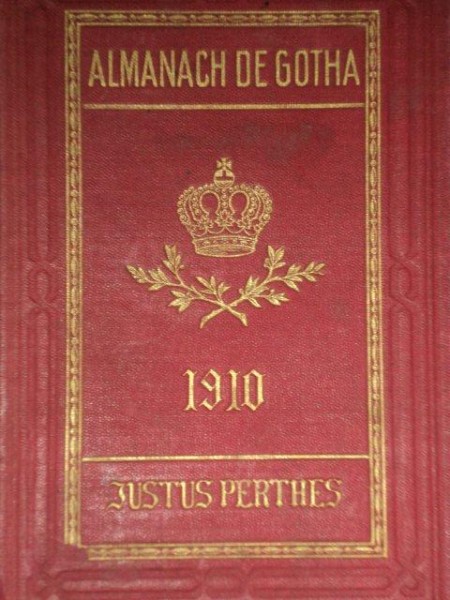 ALMANACH DE GOTHA
1910
JUSTUS PERTHES